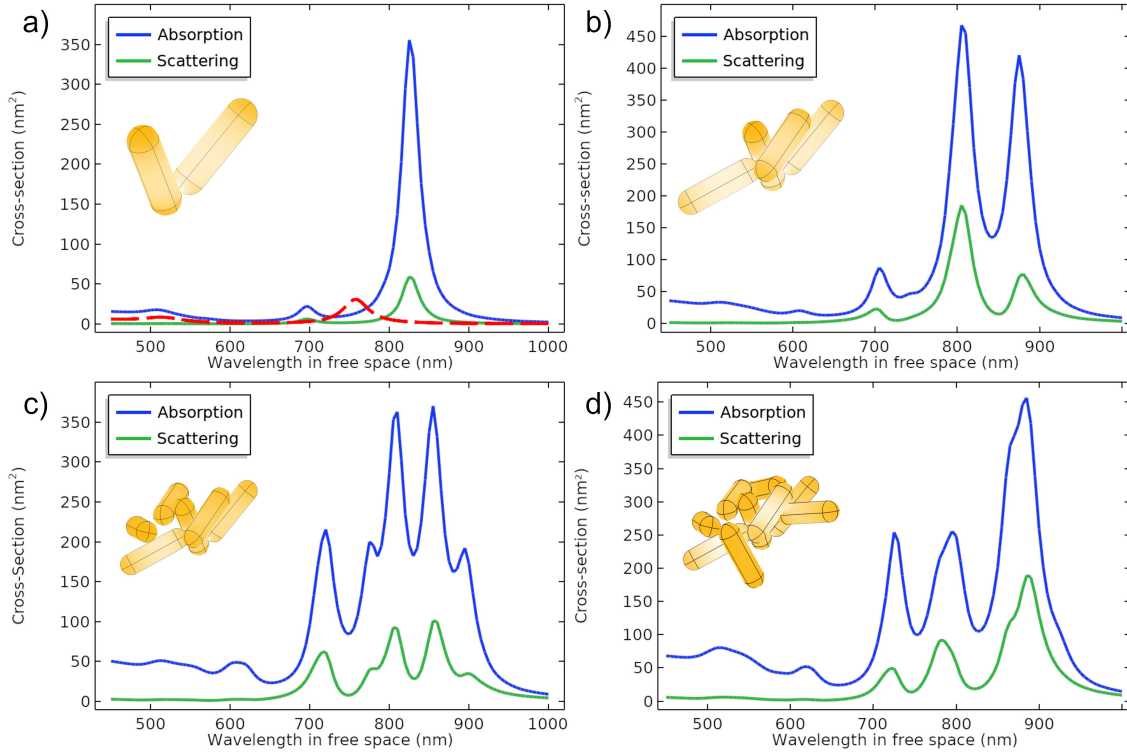 a)
Absorption
Scattering
Cross-section (nm²)
350
300
250
200
150
100
50
0
500 600 700 800 900 1000
Wavelength in free space (nm)
b)
Absorption
Scattering
Cross-section (nm²)
450
400
350
300
250
200
150
100
50
0
500 600 700 800 900
Wavelength in free space (nm)
c)
Absorption
Scattering
Cross-Section (nm²)
350
300
250
200
150
100
50
0
500 600 700 800 900 1000
Wavelength in free space (nm)
d)
Absorption
Scattering
Cross-section (nm²)
450
400
350
300
250
200
150
100
50
0
500 600 700 800 900
Wavelength in free space (nm)